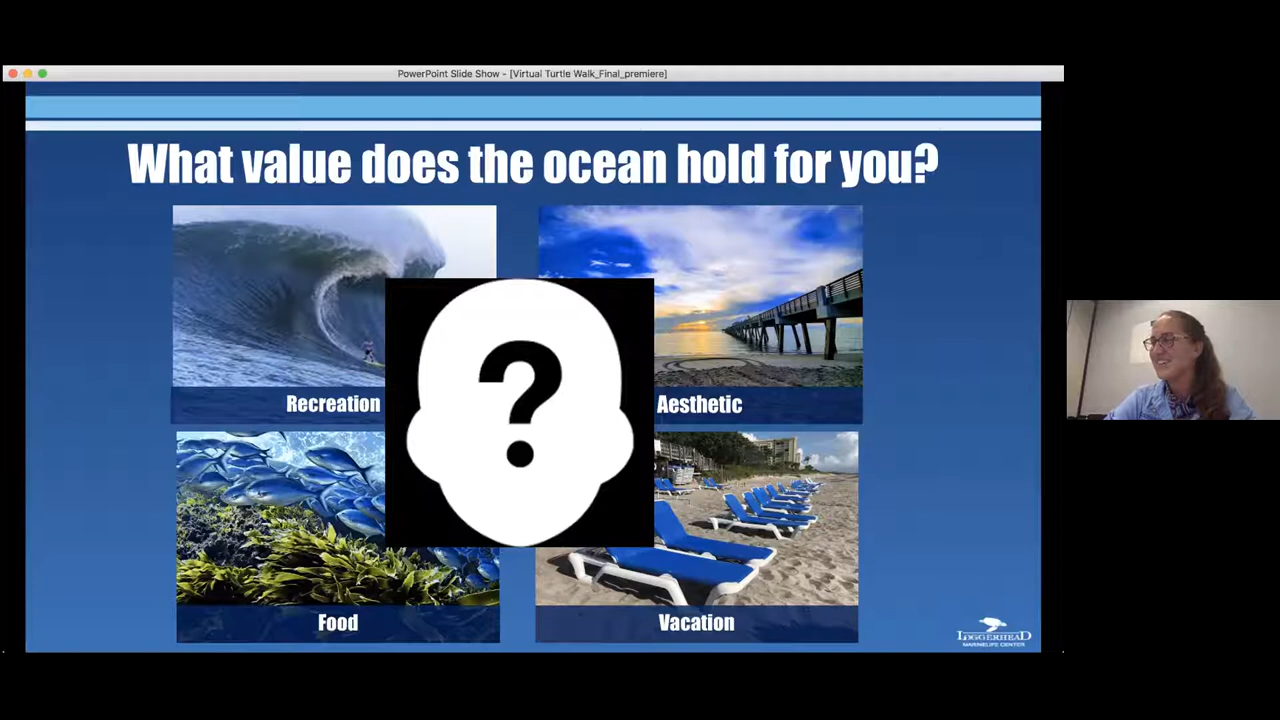 PowerPoint Slide Show - [Virtual Turtle Walk_Final_premiere]
What value does the ocean hold for you?
Recreation
Aesthetic
?
Food
Vacation
LOGGERHEAD
MARINELIFE CENTER